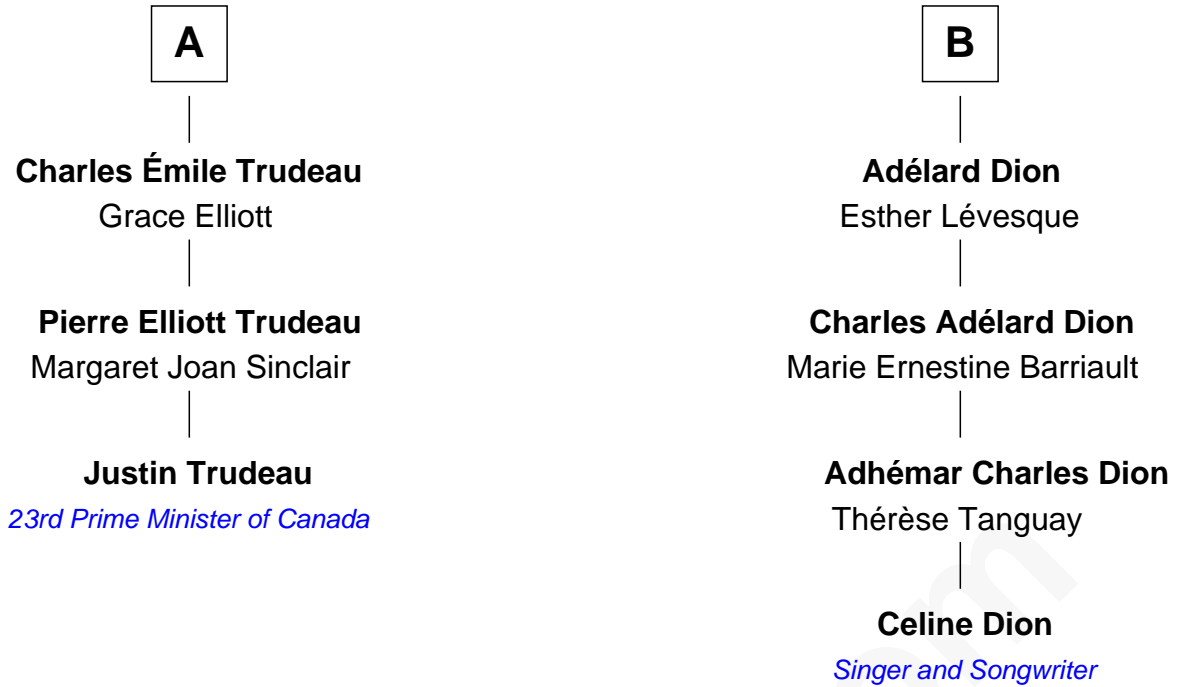 A
Charles Émile Trudeau
Grace Elliott
Pierre Elliott Trudeau
Margaret Joan Sinclair
Justin Trudeau
23rd Prime Minister of Canada
B
Adélard Dion
Esther Lévesque
Charles Adélard Dion
Marie Ernestine Barriault
Adhémar Charles Dion
Thérèse Tanguay
Celine Dion
Singer and Songwriter